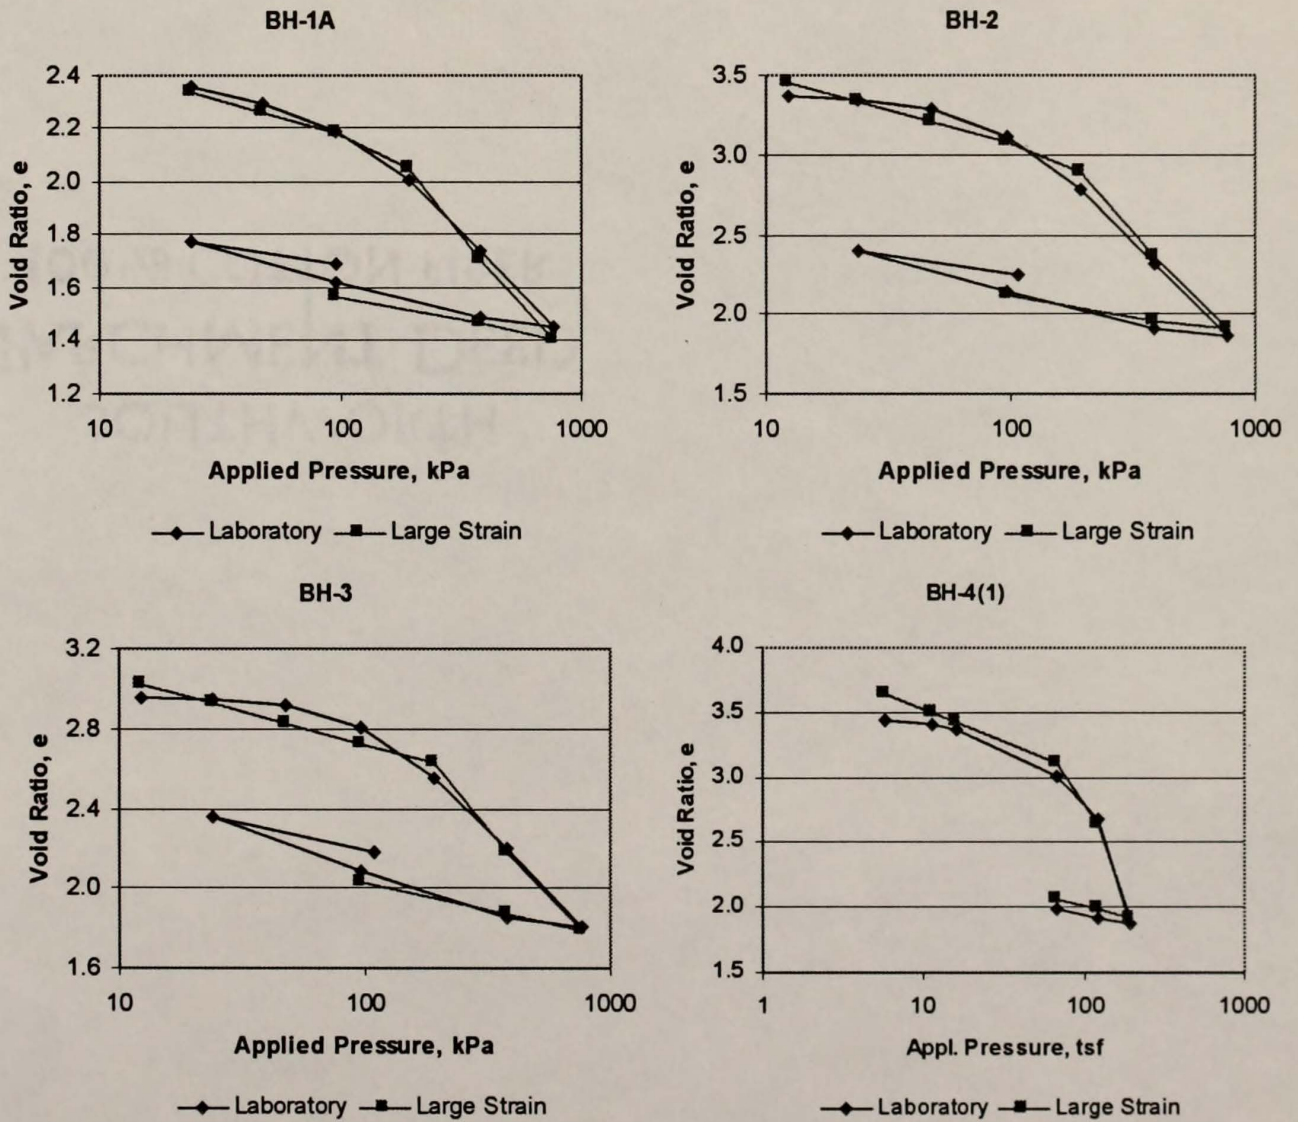 BH-1A
2.4
2.2
2.0
1.8
1.6
1.4
1.2
Void Ratio, e
10 100 1000
Applied Pressure, kPa
Laboratory Large Strain
BH-2
3.5
3.0
2.5
2.0
1.5
Void Ratio, e
10 100 1000
Applied Pressure, kPa
Laboratory Large Strain
BH-3
3.2
2.8
2.4
2.0
1.6
Void Ratio, e
10 100 1000
Applied Pressure, kPa
Laboratory Large Strain
BH-4(1)
4.0
3.5
3.0
2.5
2.0
1.5
Void Ratio, e
1 10 100 1000
Appl. Pressure, tsf
Laboratory Large Strain